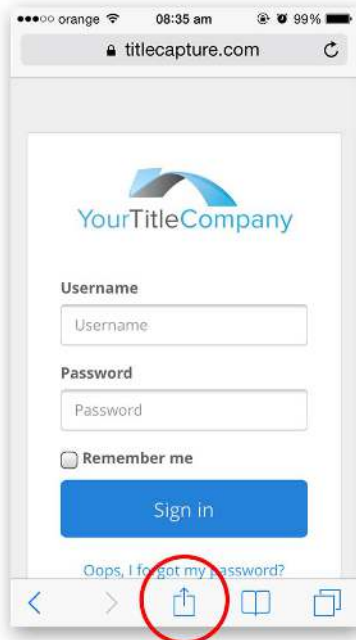 orange 08:35 am 99%
titlecapture.com
YourTitleCompany
Username
Username
Password
Password
Remember me
Sign in
Oops, I forgot my password?